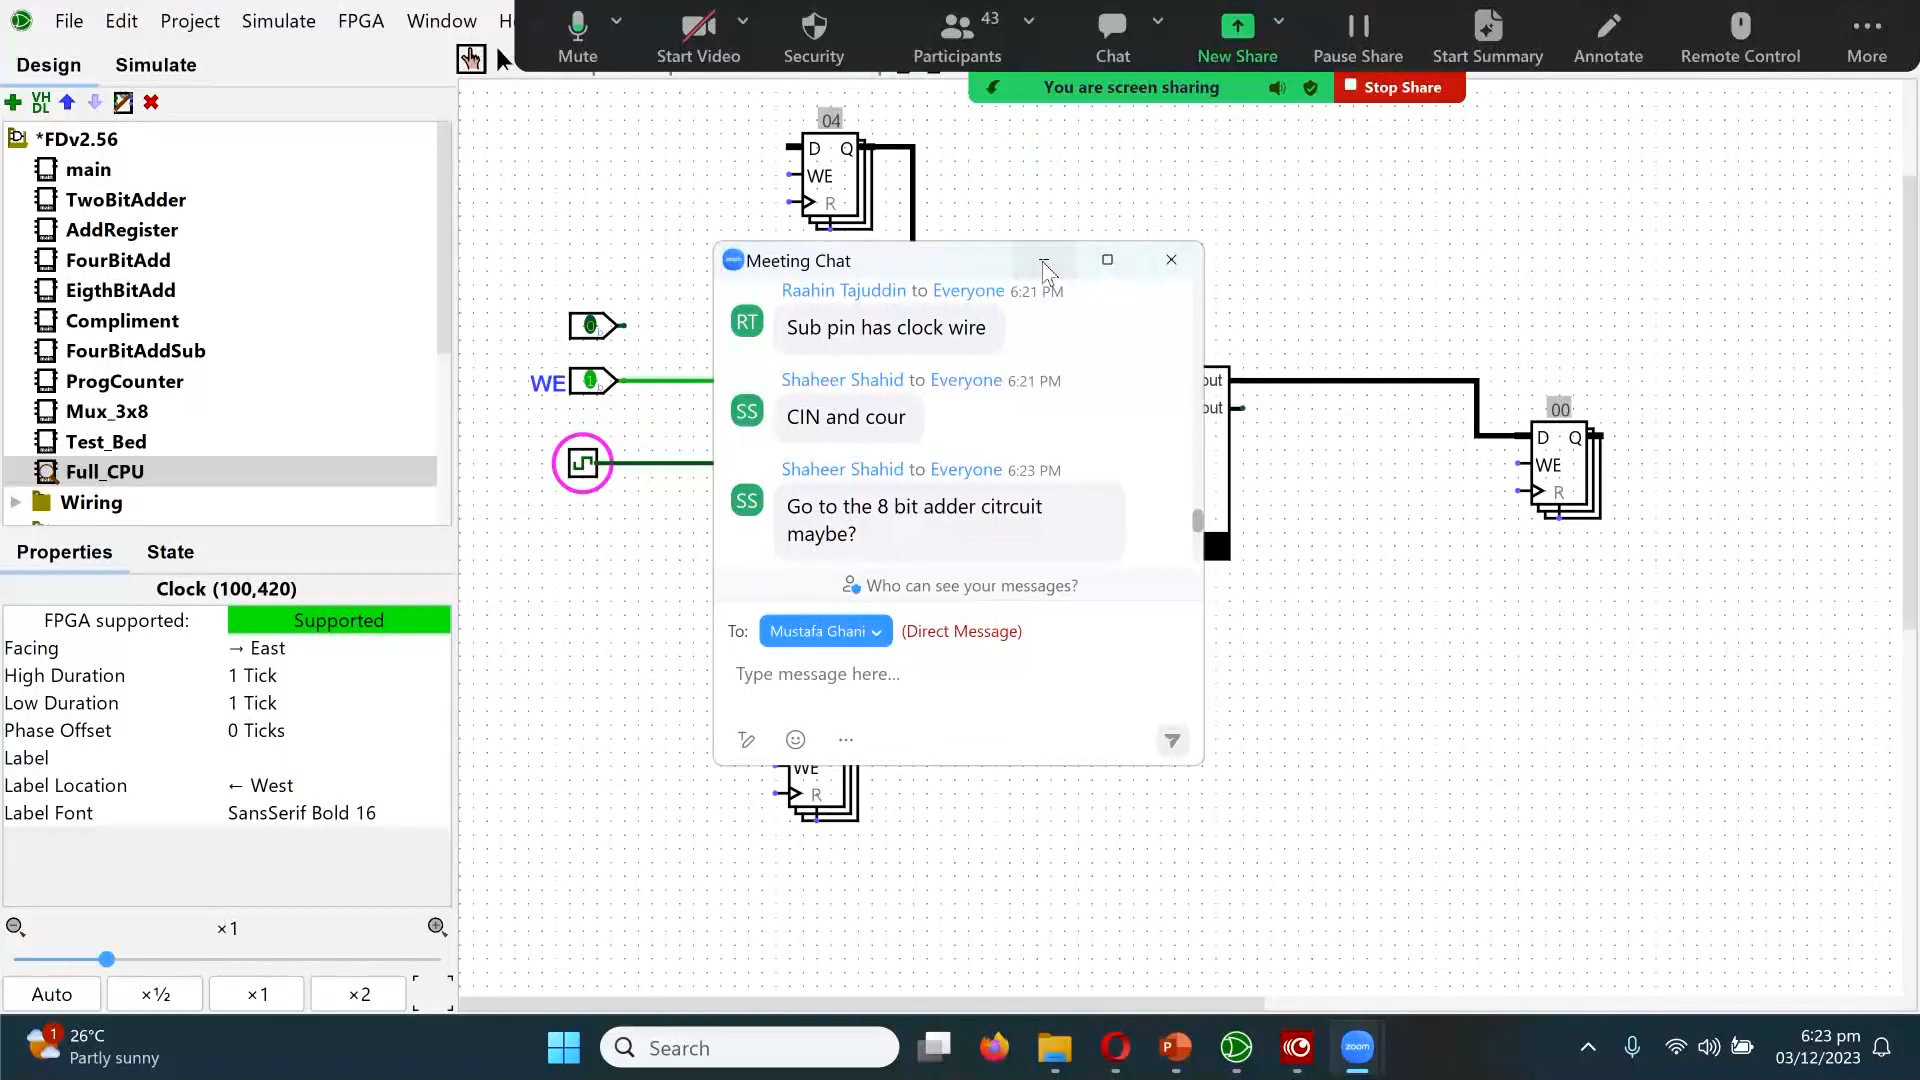 File Edit Project Simulate FPGA Window
Mute Start Video Security Participants 43 Chat New Share Pause Share Start Summary Annotate Remote Control More
You are screen sharing Stop Share
Design Simulate
VH
DL
*FDv2.56
main
TwoBitAdder
AddRegister
FourBitAdd
EigthBitAdd
Compliment
FourBitAddSub
ProgCounter
Mux_3x8
Test_Bed
Full_CPU
Wiring
Properties State
Clock (100,420)
FPGA supported: Supported
Facing → East
High Duration 1 Tick
Low Duration 1 Tick
Phase Offset 0 Ticks
Label
Label Location ← West
Label Font SansSerif Bold 16
×1
Auto ×½ ×1 ×2
04
D Q
WE
R
WE
zoom Meeting Chat
Raahin Tajuddin to Everyone 6:21 PM
RT Sub pin has clock wire
Shaheer Shahid to Everyone 6:21 PM
SS CIN and cour
Shaheer Shahid to Everyone 6:23 PM
SS Go to the 8 bit adder citrcuit
maybe?
Who can see your messages?
To: Mustafa Ghani (Direct Message)
Type message here...
00
D Q
WE
R
WE
R
1 26°C
Partly sunny
Search
zoom
6:23 pm
03/12/2023